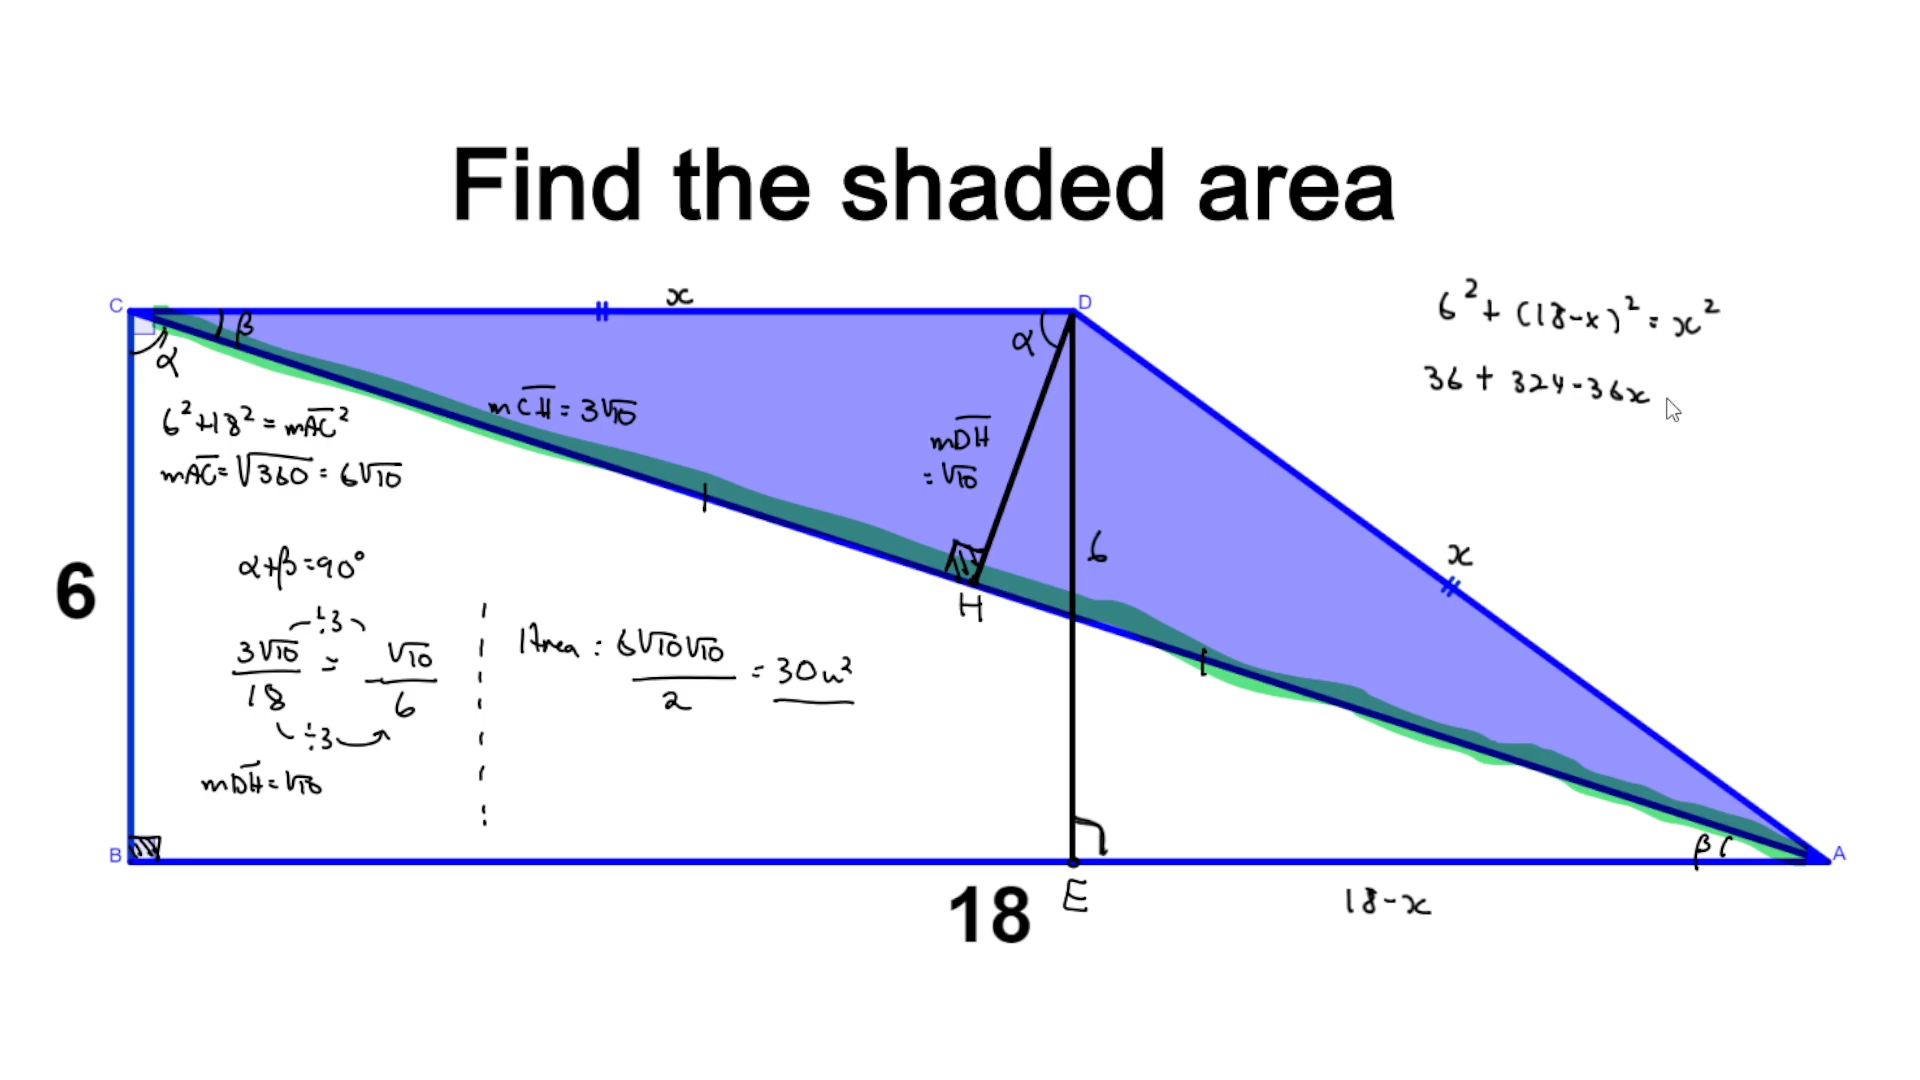 Find the shaded area
C
x
D
β
α
α
6² + (18-x)² = x²
36 + 324 - 36x
6² + 18² = mAC²
mAC = √360 = 6√10
mCH = 3√10
mDH
= √10
6
x
6
H
α+β = 90°
÷3
3√10/18 = √10/6
÷3
mDH = √10
Area = 6√10√10/2 = 30u²
B
β
A
18
E
18-x